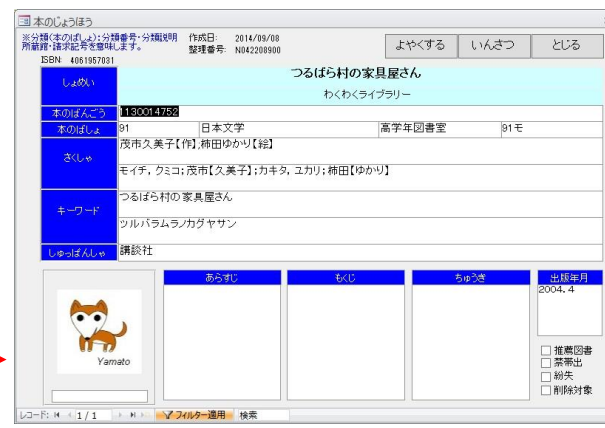 本のじょうほう
※分類(本のばしょ):分類番号・分類説明
所蔵館・請求記号を意味します。
作成日: 2014/09/08
整理番号: N042208900
よやくする いんさつ とじる
ISBN: 4061957031
しょめい
つるばら村の家具屋さん
わくわくライブラリー
本のばんごう 1130014752
本のばしょ 91 日本文学 高学年図書室 91モ
さくしゃ
茂市久美子【作】;柿田ゆかり【絵】
モイチ, クミコ;茂市【久美子】;カキタ, ユカリ;柿田【ゆかり】
キーワード
つるばら村の家具屋さん
ツルバラムラノカグヤサン
しゅっぱんしゃ 講談社
Yamato
あらすじ もくじ ちゅうき 出版年月
2004.4
推薦図書
禁帯出
紛失
削除対象
レコード: 1/1 フィルター適用 検索